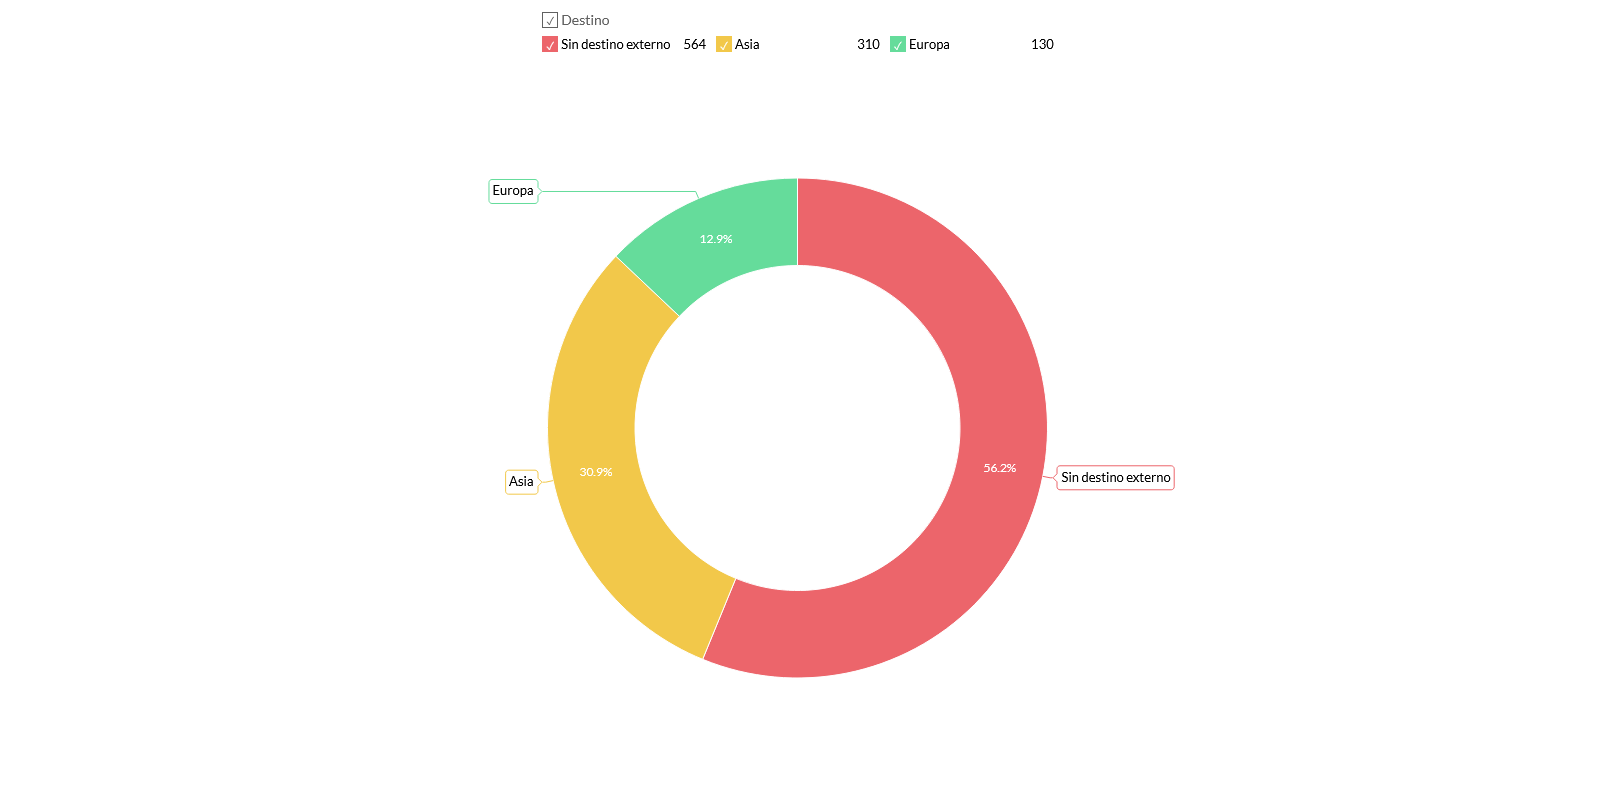 Destino
Sin destino externo 564 Asia 310 Europa 130
Europa
12.9%
30.9%
56.2%
Asia
Sin destino externo